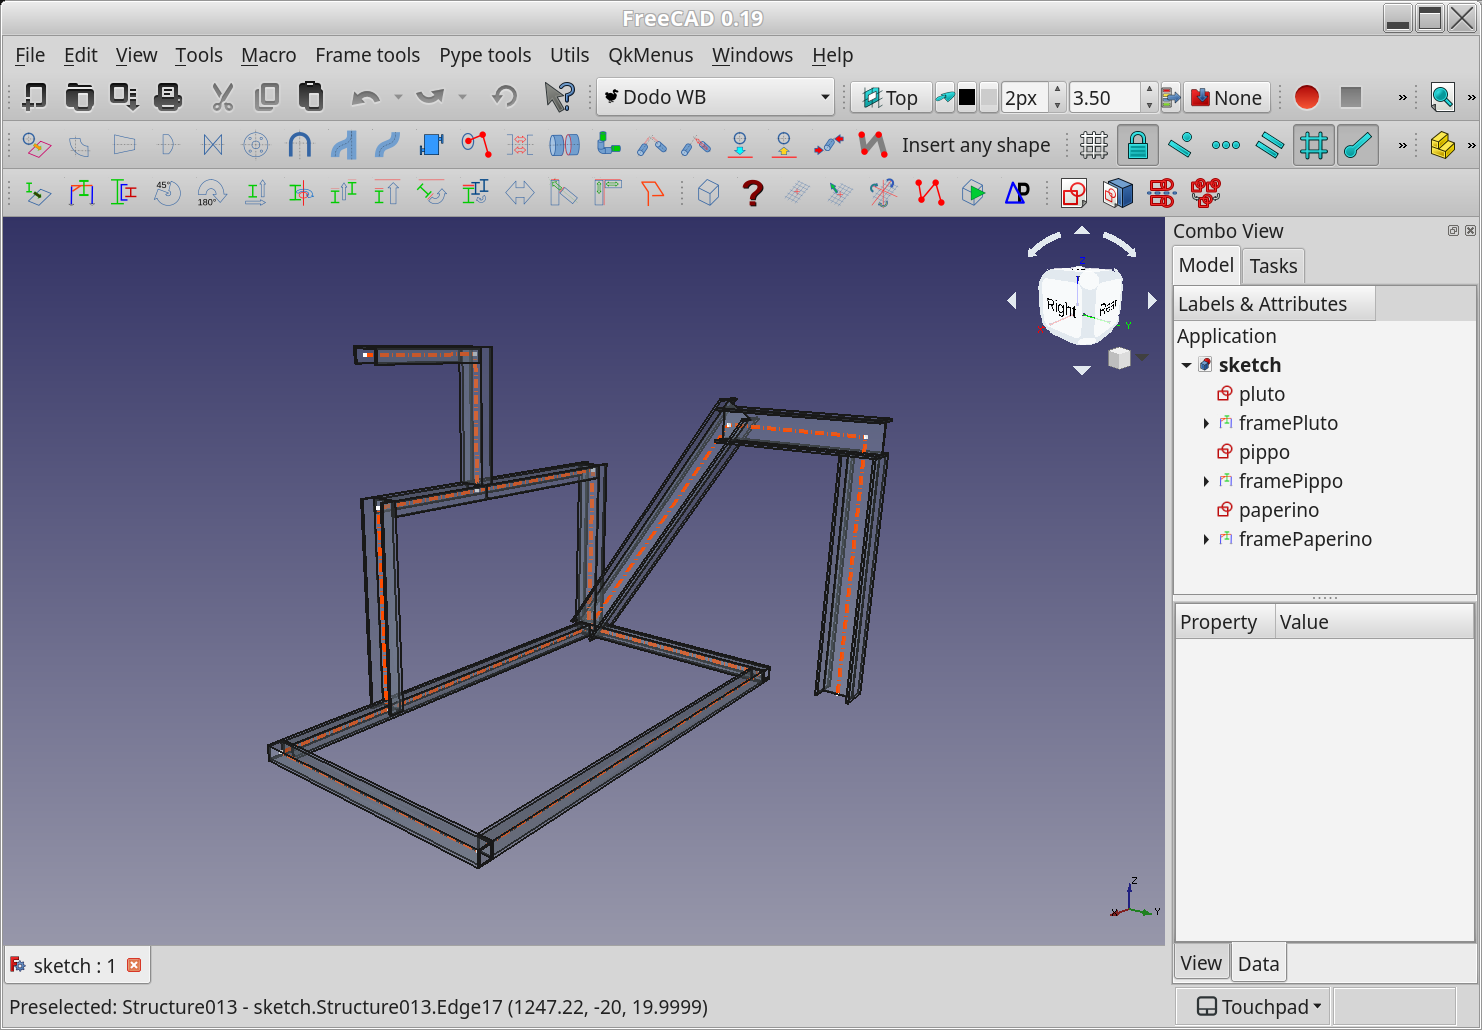 FreeCAD 0.19
File Edit View Tools Macro Frame tools Pype tools Utils QkMenus Windows Help
Dodo WB
Top
2px
3.50
None
»
»
Insert any shape
»
»
45°
180°
Combo View
Model Tasks
Labels & Attributes
Application
sketch
pluto
framePluto
pippo
framePippo
paperino
framePaperino
Property Value
View Data
Z
Right
Rear
X
Y
Z
X
Y
sketch : 1
Preselected: Structure013 - sketch.Structure013.Edge17 (1247.22, -20, 19.9999)
Touchpad